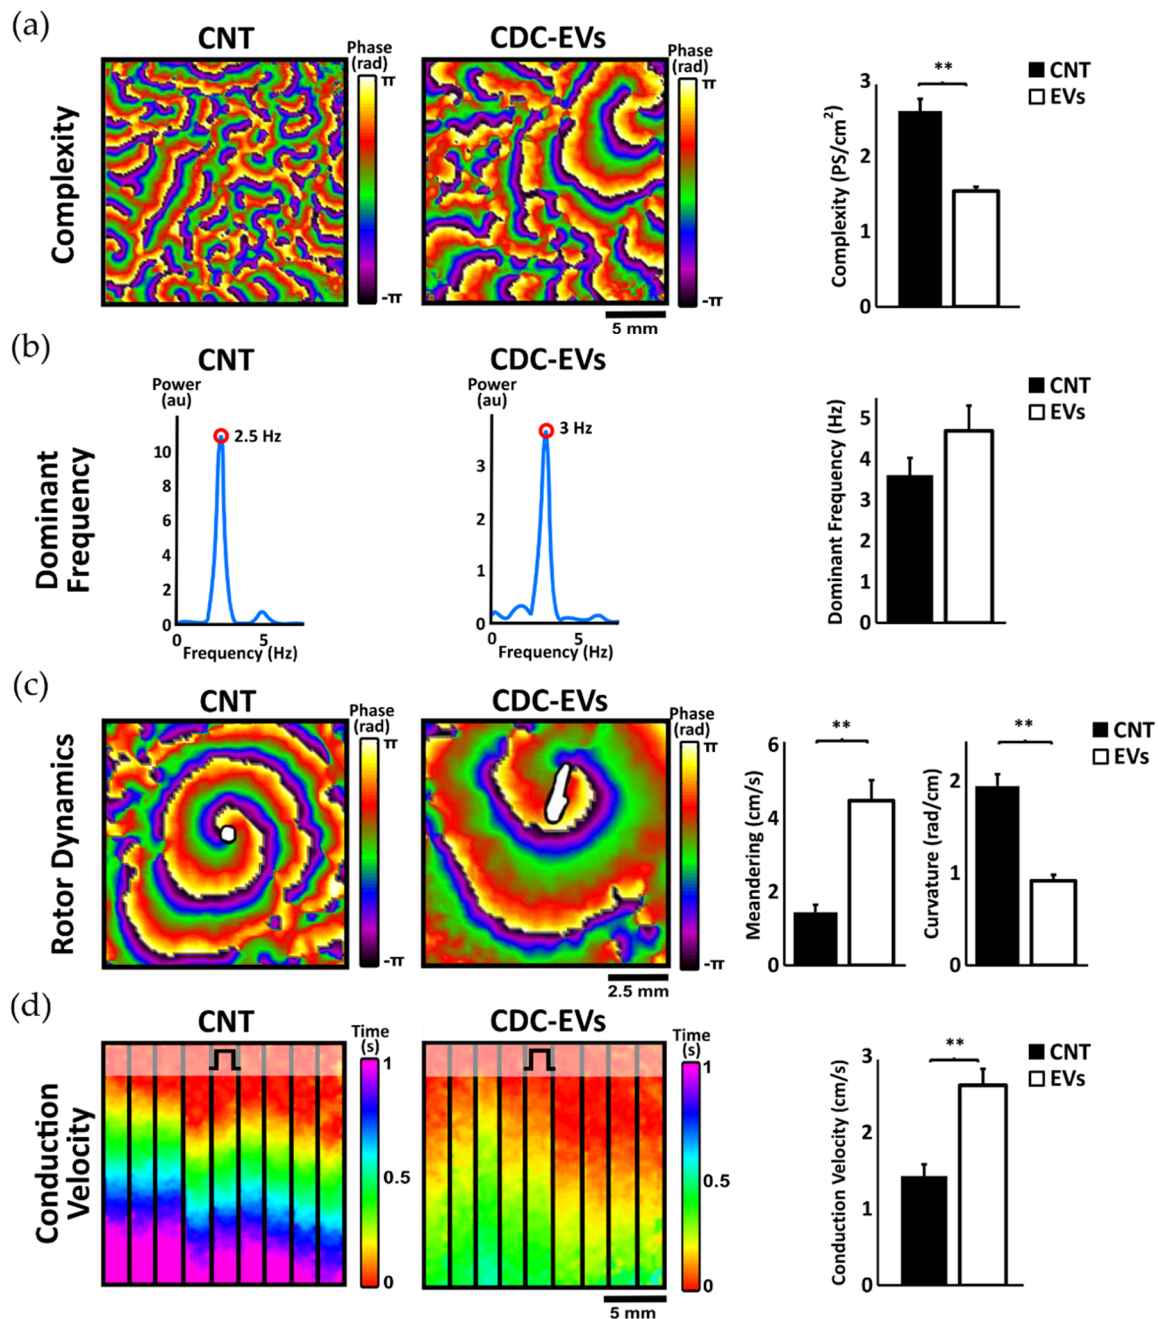 (a)
CNT
CDC-EVs
Complexity
Phase
(rad)
π
-π
Phase
(rad)
π
-π
5 mm
**
CNT
EVs
Complexity (PS/cm2)
3
2
1
0
(b)
CNT
CDC-EVs
Dominant
Frequency
Power
(au)
10
8
6
4
2
0
2.5 Hz
0
5
Frequency (Hz)
Power
(au)
3
2
1
0
3 Hz
0
5
Frequency (Hz)
CNT
EVs
Dominant Frequency (Hz)
5
4
3
2
1
0
(c)
CNT
CDC-EVs
Rotor Dynamics
Phase
(rad)
π
-π
Phase
(rad)
π
-π
2.5 mm
**
Meandering (cm/s)
6
4
2
0
**
Curvature (rad/cm)
2
1
0
CNT
EVs
(d)
CNT
CDC-EVs
Conduction
Velocity
Time
(s)
1
0.5
0
Time
(s)
1
0.5
0
5 mm
**
CNT
EVs
Conduction Velocity (cm/s)
3
2
1
0